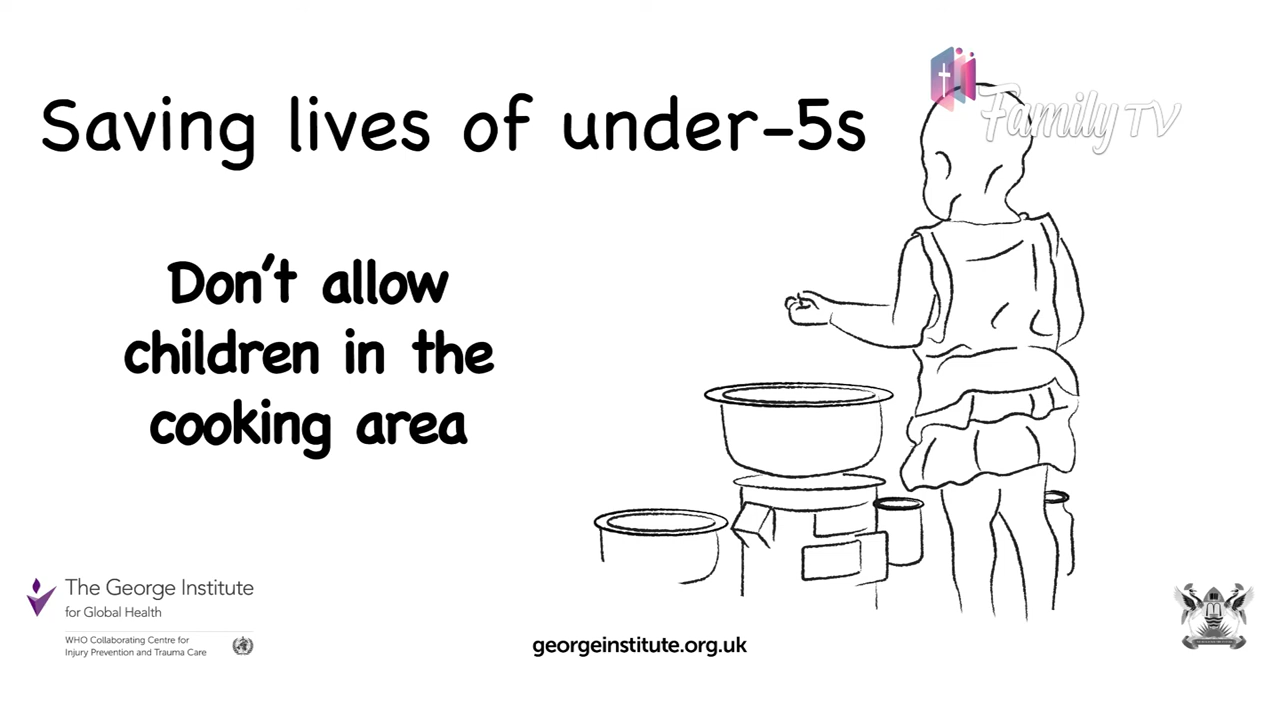 Family TV
Saving lives of under-5s
Don't allow
children in the
cooking area
The George Institute
for Global Health
WHO Collaborating Centre for
Injury Prevention and Trauma Care
georgeinstitute.org.uk